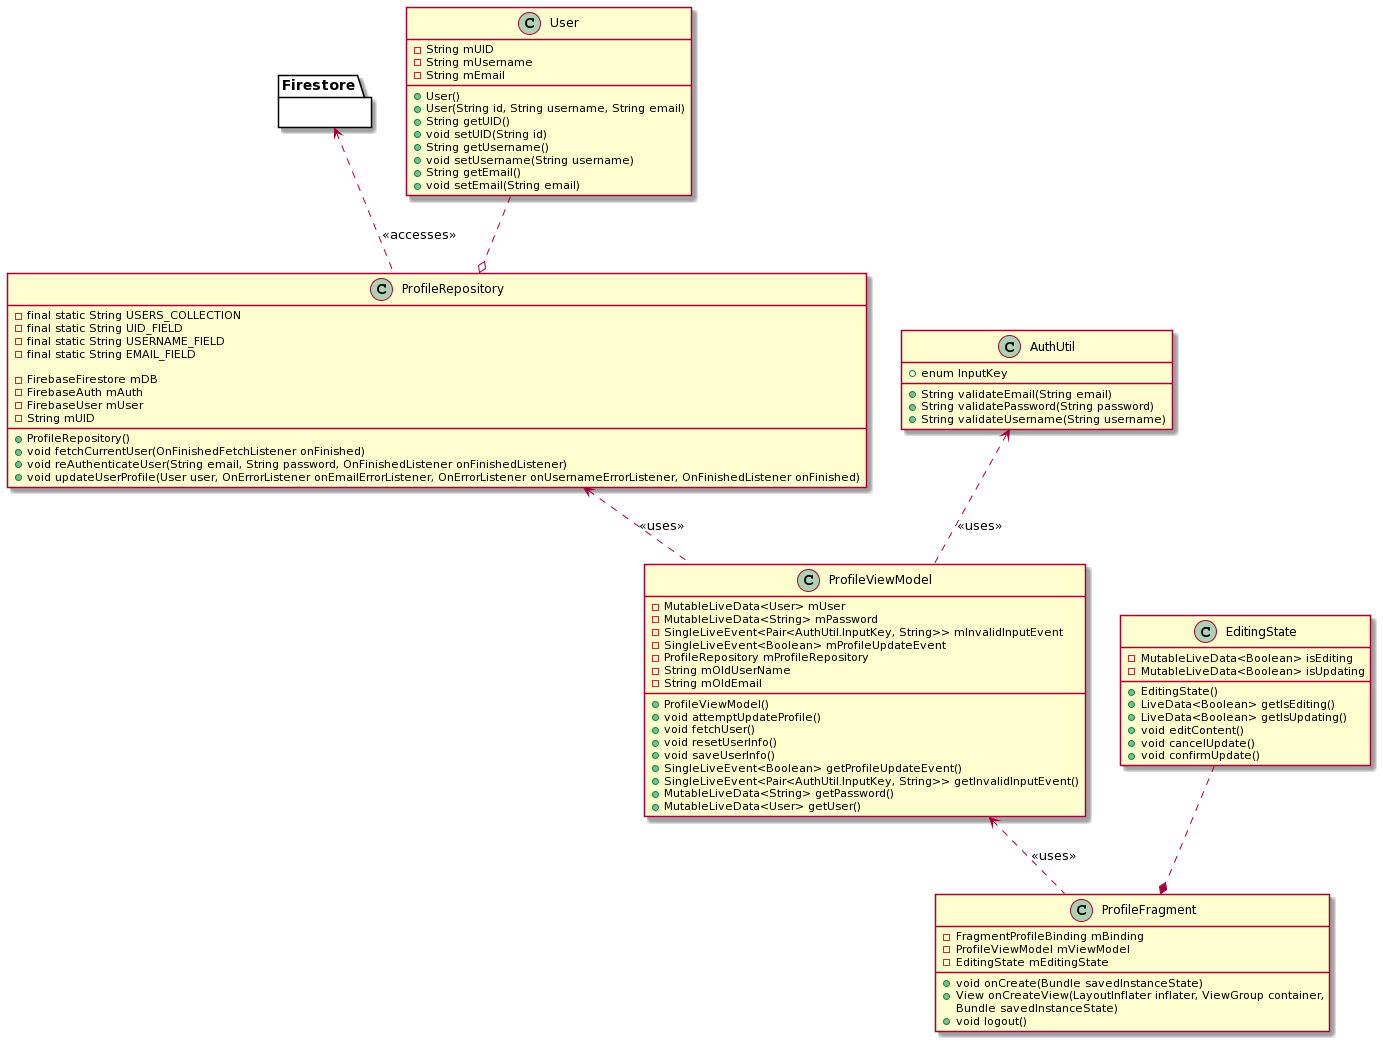 C User
String mUID
String mUsername
String mEmail
User()
User(String id, String username, String email)
String getUID()
void setUID(String id)
String getUsername()
void setUsername(String username)
String getEmail()
void setEmail(String email)
Firestore
«accesses»
C ProfileRepository
final static String USERS_COLLECTION
final static String UID_FIELD
final static String USERNAME_FIELD
final static String EMAIL_FIELD
FirebaseFirestore mDB
FirebaseAuth mAuth
FirebaseUser mUser
String mUID
ProfileRepository()
void fetchCurrentUser(OnFinishedFetchListener onFinished)
void reAuthenticateUser(String email, String password, OnFinishedListener onFinishedListener)
void updateUserProfile(User user, OnErrorListener onEmailErrorListener, OnErrorListener onUsernameErrorListener, OnFinishedListener onFinished)
C AuthUtil
enum InputKey
String validateEmail(String email)
String validatePassword(String password)
String validateUsername(String username)
«uses»
«uses»
C ProfileViewModel
MutableLiveData<User> mUser
MutableLiveData<String> mPassword
SingleLiveEvent<Pair<AuthUtil.InputKey, String>> mInvalidInputEvent
SingleLiveEvent<Boolean> mProfileUpdateEvent
ProfileRepository mProfileRepository
String mOldUserName
String mOldEmail
ProfileViewModel()
void attemptUpdateProfile()
void fetchUser()
void resetUserInfo()
void saveUserInfo()
SingleLiveEvent<Boolean> getProfileUpdateEvent()
SingleLiveEvent<Pair<AuthUtil.InputKey, String>> getInvalidInputEvent()
MutableLiveData<String> getPassword()
MutableLiveData<User> getUser()
C EditingState
MutableLiveData<Boolean> isEditing
MutableLiveData<Boolean> isUpdating
EditingState()
LiveData<Boolean> getIsEditing()
LiveData<Boolean> getIsUpdating()
void editContent()
void cancelUpdate()
void confirmUpdate()
«uses»
C ProfileFragment
FragmentProfileBinding mBinding
ProfileViewModel mViewModel
EditingState mEditingState
void onCreate(Bundle savedInstanceState)
View onCreateView(LayoutInflater inflater, ViewGroup container,
Bundle savedInstanceState)
void logout()